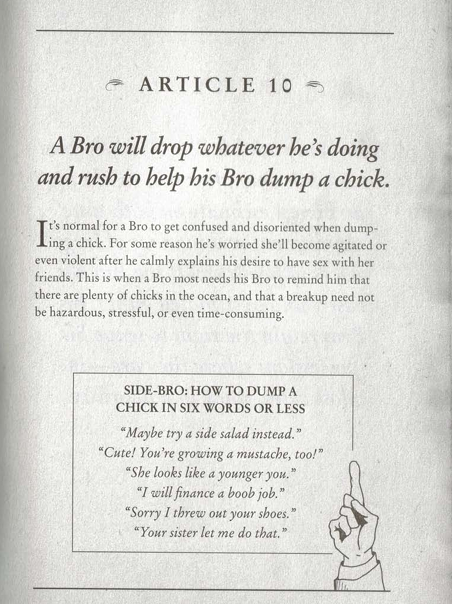 ARTICLE 10
A Bro will drop whatever he's doing
and rush to help his Bro dump a chick.
It's normal for a Bro to get confused and disoriented when dump-
ing a chick. For some reason he's worried she'll become agitated or
even violent after he calmly explains his desire to have sex with her
friends. This is when a Bro most needs his Bro to remind him that
there are plenty of chicks in the ocean, and that a breakup need not
be hazardous, stressful, or even time-consuming.
SIDE-BRO: HOW TO DUMP A
CHICK IN SIX WORDS OR LESS
"Maybe try a side salad instead."
"Cute! You're growing a mustache, too!"
"She looks like a younger you."
"I will finance a boob job."
"Sorry I threw out your shoes."
"Your sister let me do that."